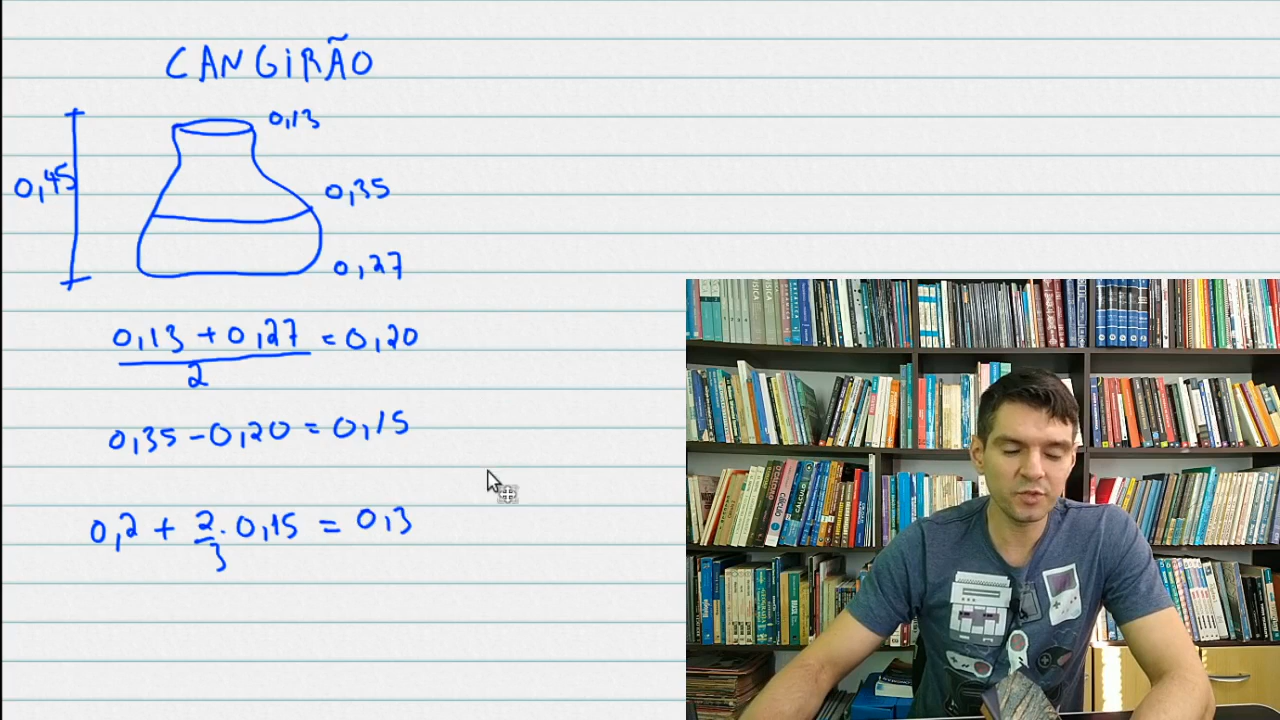 CANGIRÃO
0,13
0,45
0,35
0,27
0,13 + 0,27 = 0,20
2
0,35 - 0,20 = 0,15
0,2 + 2/3 . 0,15 = 0,3